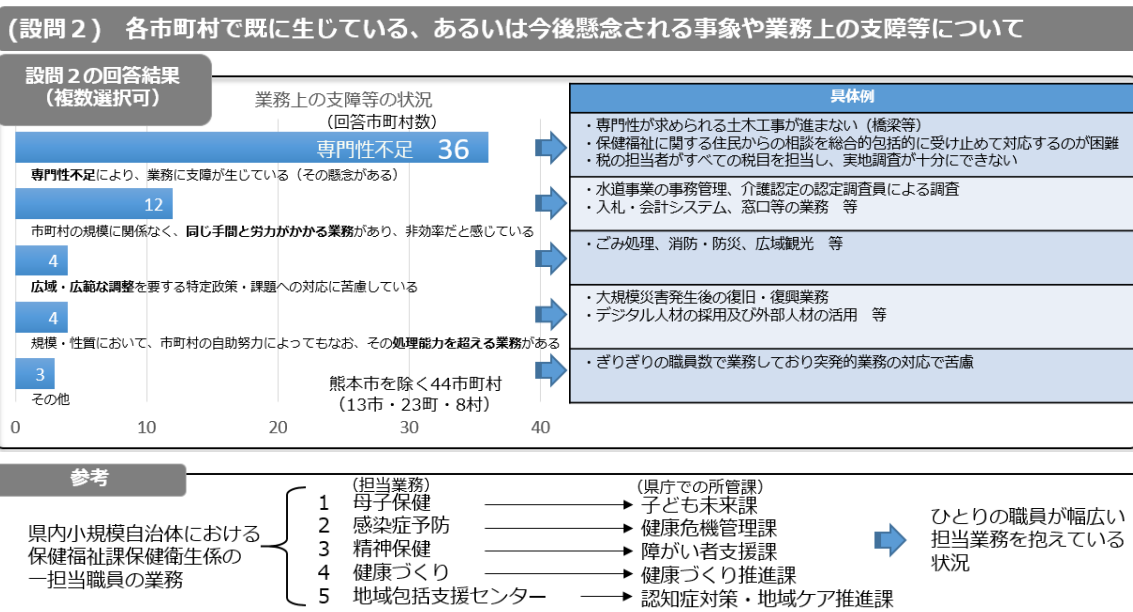 (設問２)　各市町村で既に生じている、あるいは今後懸念される事象や業務上の支障等について
設問２の回答結果
（複数選択可）
業務上の支障等の状況
（回答市町村数）
専門性不足　36
専門性不足により、業務に支障が生じている（その懸念がある）
12
市町村の規模に関係なく、同じ手間と労力がかかる業務があり、非効率だと感じている
4
広域・広範な調整を要する特定政策・課題への対応に苦慮している
4
規模・性質において、市町村の自助努力によってもなお、その処理能力を超える業務がある
3
その他
熊本市を除く44市町村
（13市・23町・8村）
0 10 20 30 40
具体例
・専門性が求められる土木工事が進まない（橋梁等）
・保健福祉に関する住民からの相談を総合的包括的に受け止めて対応するのが困難
・税の担当者がすべての税目を担当し、実地調査が十分にできない
・水道事業の事務管理、介護認定の認定調査員による調査
・入札・会計システム、窓口等の業務　等
・ごみ処理、消防・防災、広域観光　等
・大規模災害発生後の復旧・復興業務
・デジタル人材の採用及び外部人材の活用　等
・ぎりぎりの職員数で業務しており突発的業務の対応で苦慮
参考
県内小規模自治体における
保健福祉課保健衛生係の
一担当職員の業務
（担当業務）
（県庁での所管課）
1 母子保健 子ども未来課
2 感染症予防 健康危機管理課
3 精神保健 障がい者支援課
4 健康づくり 健康づくり推進課
5 地域包括支援センター 認知症対策・地域ケア推進課
ひとりの職員が幅広い
担当業務を抱えている
状況